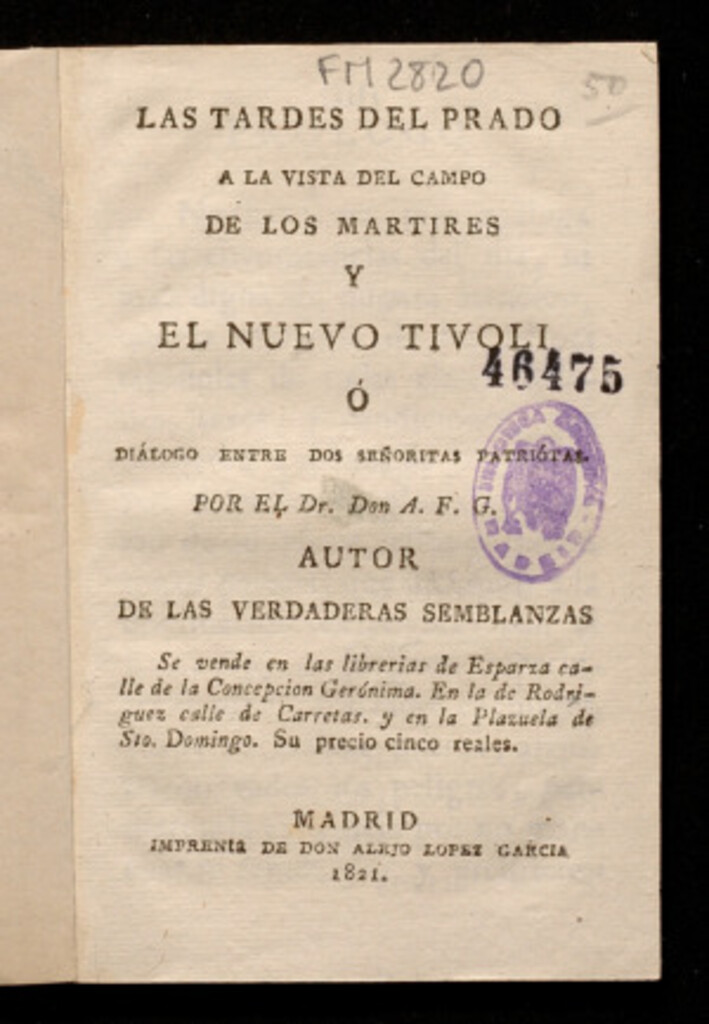 FM 2820
50
LAS TARDES DEL PRADO
A LA VISTA DEL CAMPO
DE LOS MARTIRES
Y
EL NUEVO TIVOLI
46475
Ó
DIÁLOGO ENTRE DOS SEÑORITAS PATRIÓTAS.
POR EL Dr. Don A. F. G.
AUTOR
DE LAS VERDADERAS SEMBLANZAS
Se vende en las librerias de Esparza ca-
lle de la Concepcion Gerónima. En la de Rodri-
guez calle de Carretas. y en la Plazuela de
Sto. Domingo. Su precio cinco reales.
MADRID
IMPRENTA DE DON ALEJO LOPEZ GARCIA
1821.
MADRID